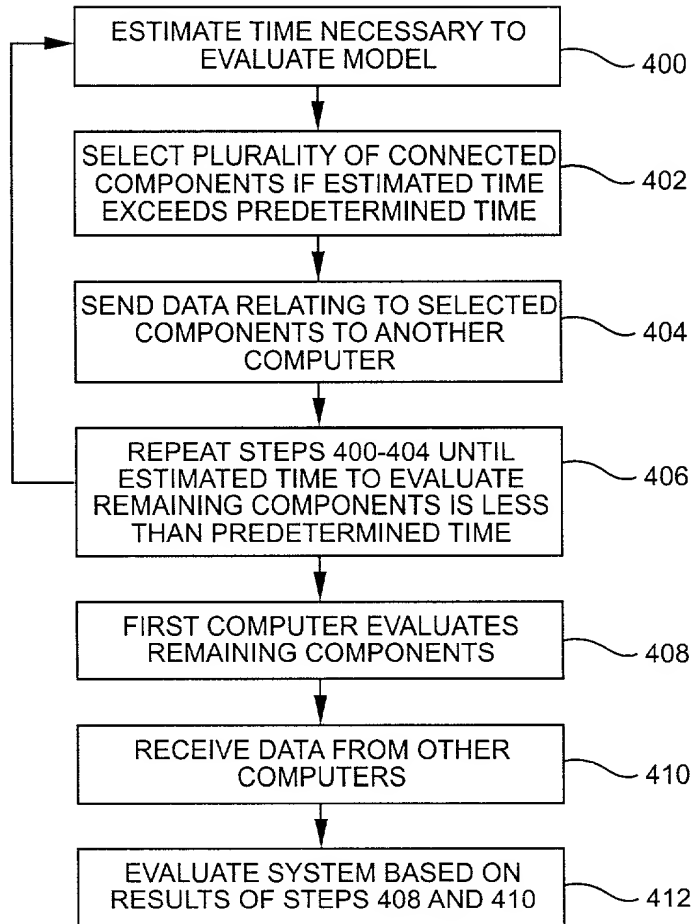 ESTIMATE TIME NECESSARY TO
EVALUATE MODEL
400
SELECT PLURALITY OF CONNECTED
COMPONENTS IF ESTIMATED TIME
EXCEEDS PREDETERMINED TIME
402
SEND DATA RELATING TO SELECTED
COMPONENTS TO ANOTHER
COMPUTER
404
REPEAT STEPS 400-404 UNTIL
ESTIMATED TIME TO EVALUATE
REMAINING COMPONENTS IS LESS
THAN PREDETERMINED TIME
406
FIRST COMPUTER EVALUATES
REMAINING COMPONENTS
408
RECEIVE DATA FROM OTHER
COMPUTERS
410
EVALUATE SYSTEM BASED ON
RESULTS OF STEPS 408 AND 410
412